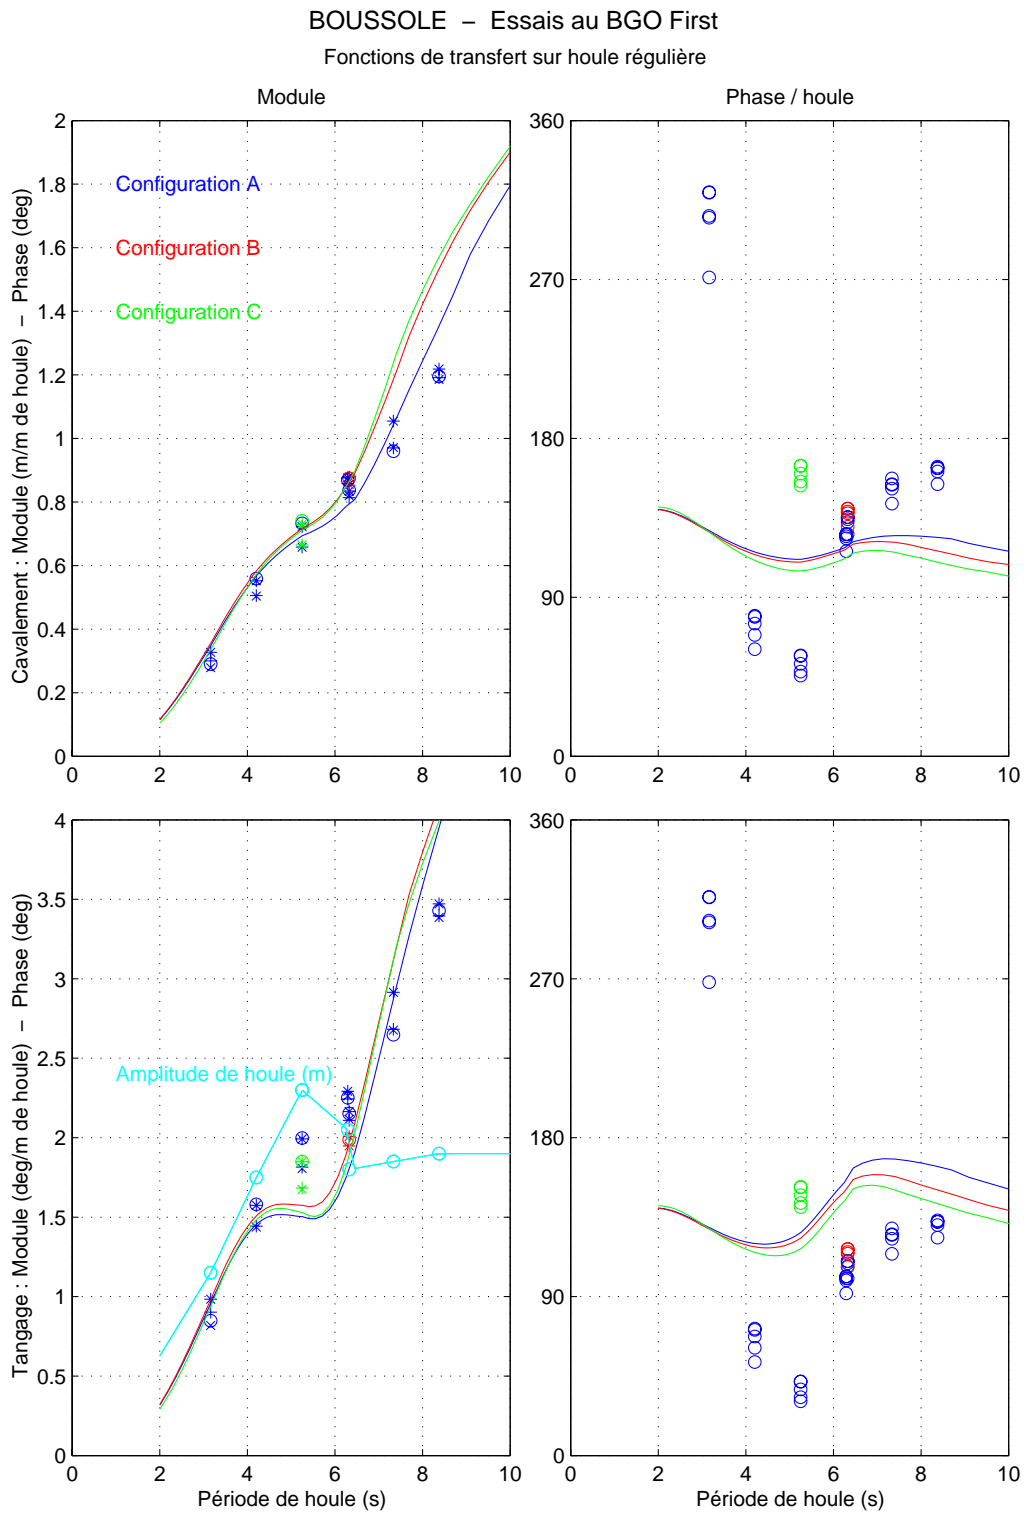 BOUSSOLE – Essais au BGO First
Fonctions de transfert sur houle régulière
Module
Phase / houle
Cavalement : Module (m/m de houle) – Phase (deg)
2
1.8
1.6
1.4
1.2
1
0.8
0.6
0.4
0.2
0
Configuration A
Configuration B
Configuration C
0 2 4 6 8 10
360
270
180
90
0
0 2 4 6 8 10
Tangage : Module (deg/m de houle) – Phase (deg)
4
3.5
3
2.5
2
1.5
1
0.5
0
Amplitude de houle (m)
0 2 4 6 8 10
Période de houle (s)
360
270
180
90
0
0 2 4 6 8 10
Période de houle (s)